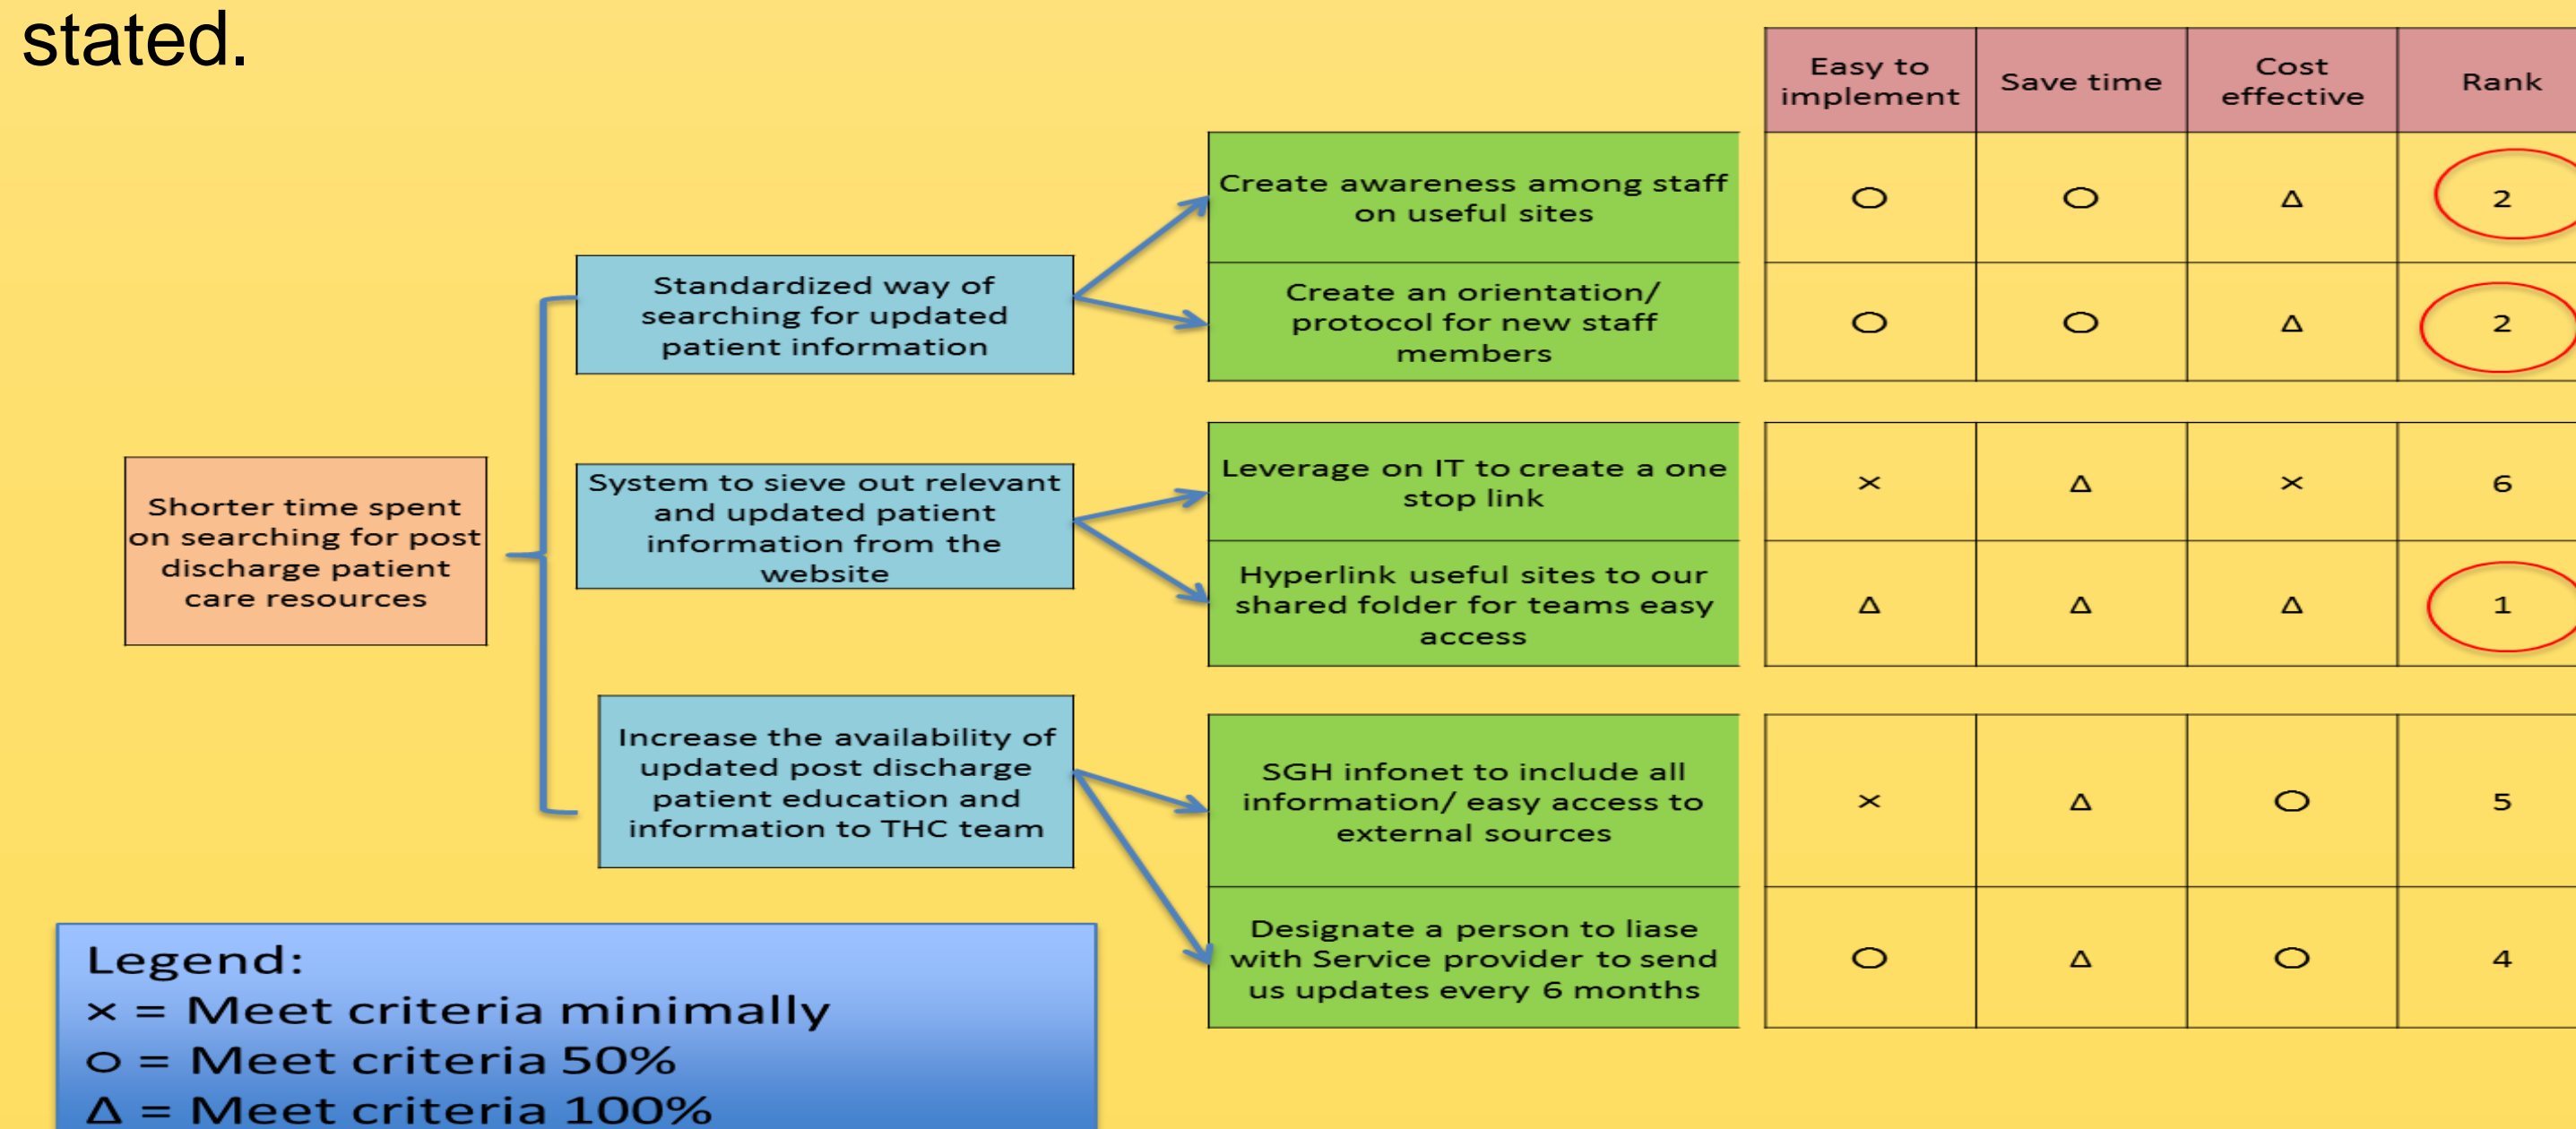 stated.
Easy to
implement
Save time
Cost
effective
Rank
Create awareness among staff
on useful sites
○ ○ Δ 2
Standardized way of
searching for updated
patient information
Create an orientation/
protocol for new staff
members
○ ○ Δ 2
Shorter time spent
on searching for post
discharge patient
care resources
System to sieve out relevant
and updated patient
information from the
website
Leverage on IT to create a one
stop link
× Δ × 6
Hyperlink useful sites to our
shared folder for teams easy
access
Δ Δ Δ 1
Increase the availability of
updated post discharge
patient education and
information to THC team
SGH infonet to include all
information/ easy access to
external sources
× Δ ○ 5
Designate a person to liase
with Service provider to send
us updates every 6 months
○ Δ ○ 4
Legend:
× = Meet criteria minimally
○ = Meet criteria 50%
Δ = Meet criteria 100%